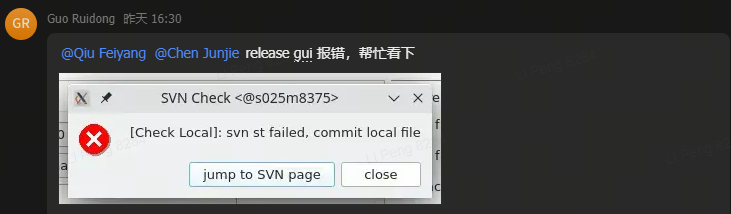 GR
Guo Ruidong 昨天 16:30
@Qiu Feiyang @Chen Junjie release gui 报错，帮忙看下
SVN Check <@s025m8375>
[Check Local]: svn st failed, commit local file
jump to SVN page
close